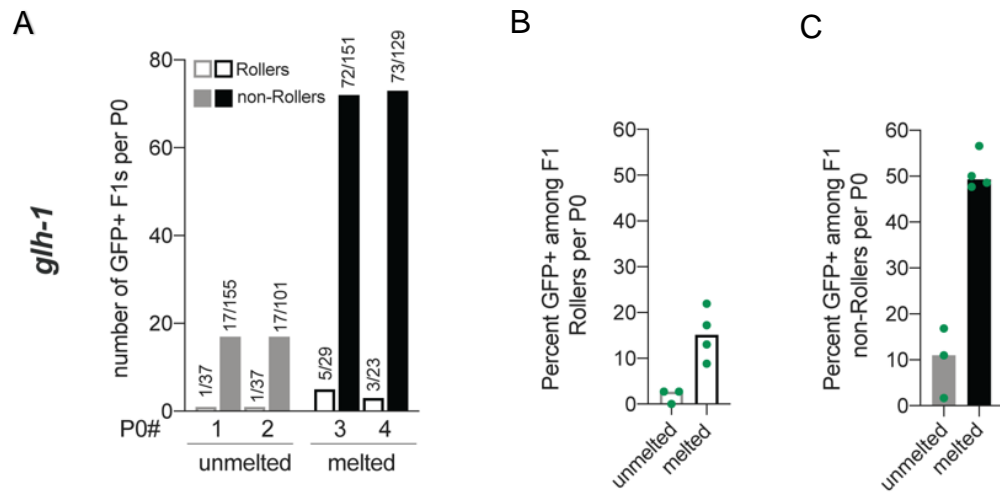 A
glh-1
number of GFP+ F1s per P0
80
60
40
20
0
Rollers
non-Rollers
1/37
17/155
1/37
17/101
5/29
72/151
3/23
73/129
P0#
1
2
3
4
unmelted
melted
B
Percent GFP+ among F1
Rollers per P0
60
50
40
30
20
10
0
unmelted
melted
C
Percent GFP+ among F1
non-Rollers per P0
60
50
40
30
20
10
0
unmelted
melted